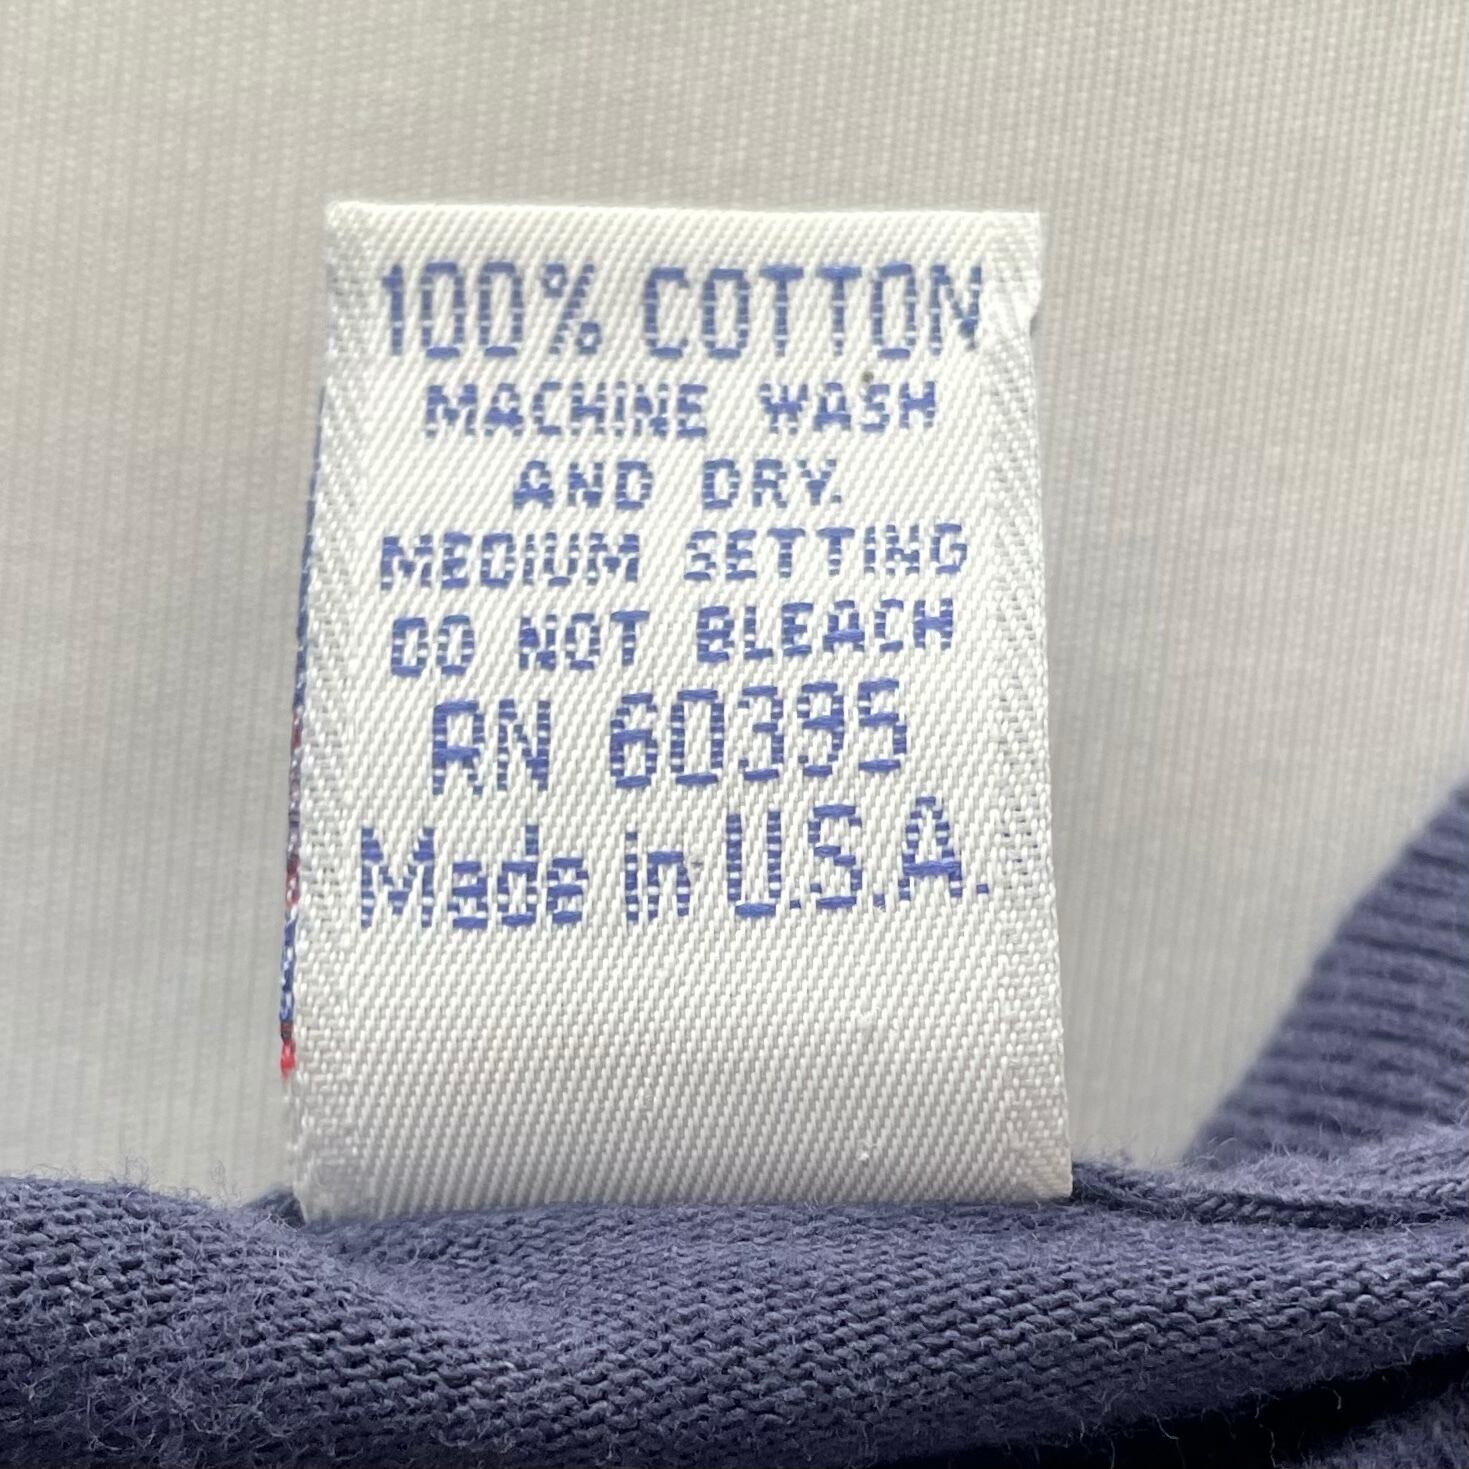 100% COTTON
MACHINE WASH
AND DRY.
MEDIUM SETTING
DO NOT BLEACH
RN 60395
Made in U.S.A.